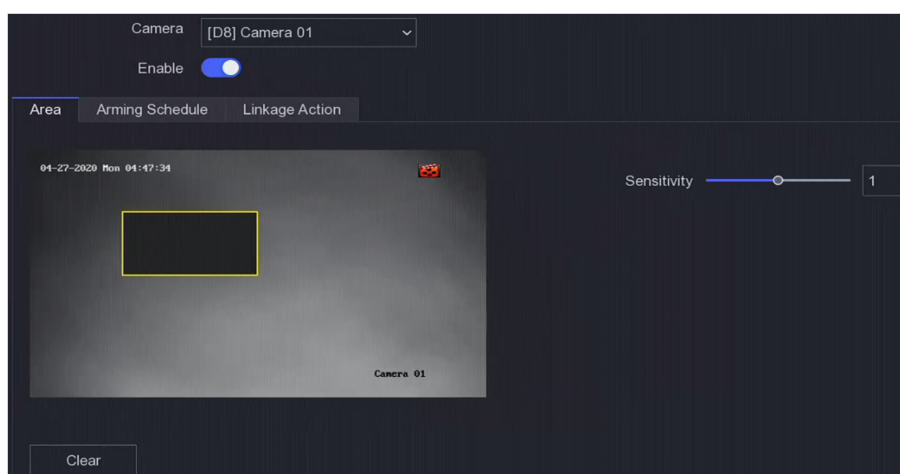 Camera [D8] Camera 01
Enable
Area Arming Schedule Linkage Action
04-27-2020 Mon 04:47:34
Sensitivity 1
Camera 01
Clear